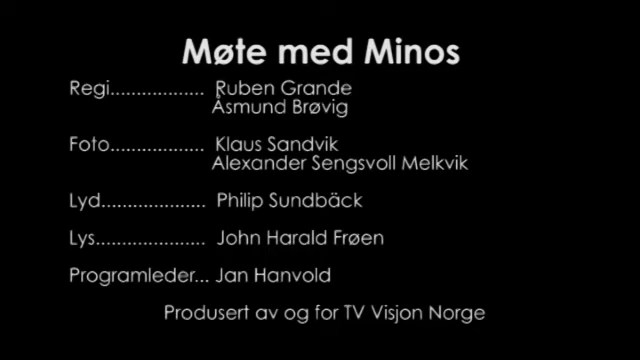 Møte med Minos
Regi.................. Ruben Grande
Åsmund Brøvig
Foto.................. Klaus Sandvik
Alexander Sengsvoll Melkvik
Lyd.................... Philip Sundbäck
Lys..................... John Harald Frøen
Programleder... Jan Hanvold
Produsert av og for TV Visjon Norge